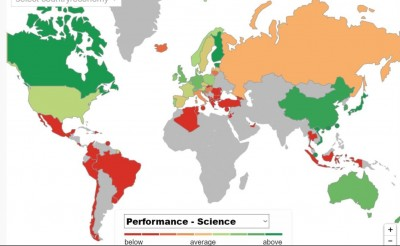 select country/economy
Performance - Science
below average above
+
-